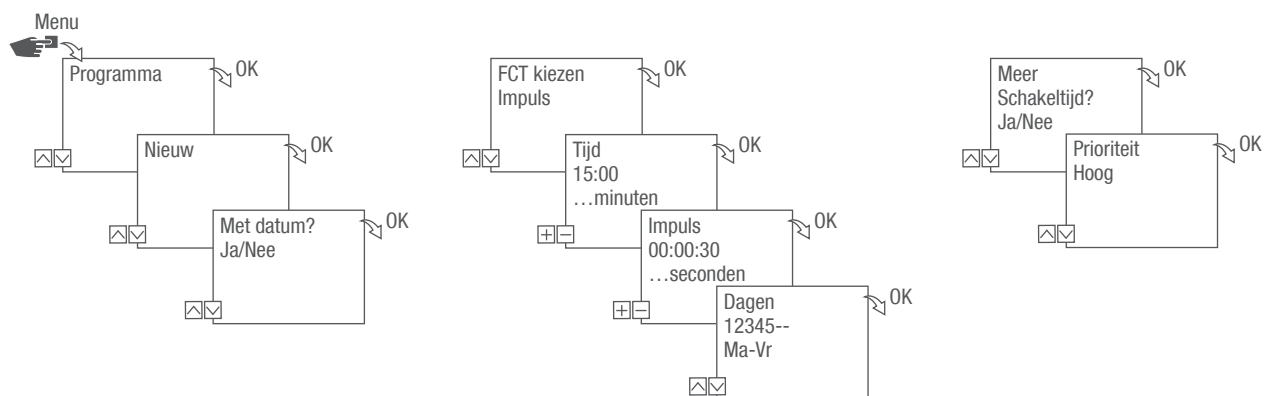 Menu
Programma
OK
Nieuw
OK
Met datum?
Ja/Nee
OK
FCT kiezen
Impuls
OK
Tijd
15:00
…minuten
OK
Impuls
00:00:30
…seconden
OK
Dagen
12345--
Ma-Vr
OK
Meer
Schakeltijd?
Ja/Nee
OK
Prioriteit
Hoog
OK